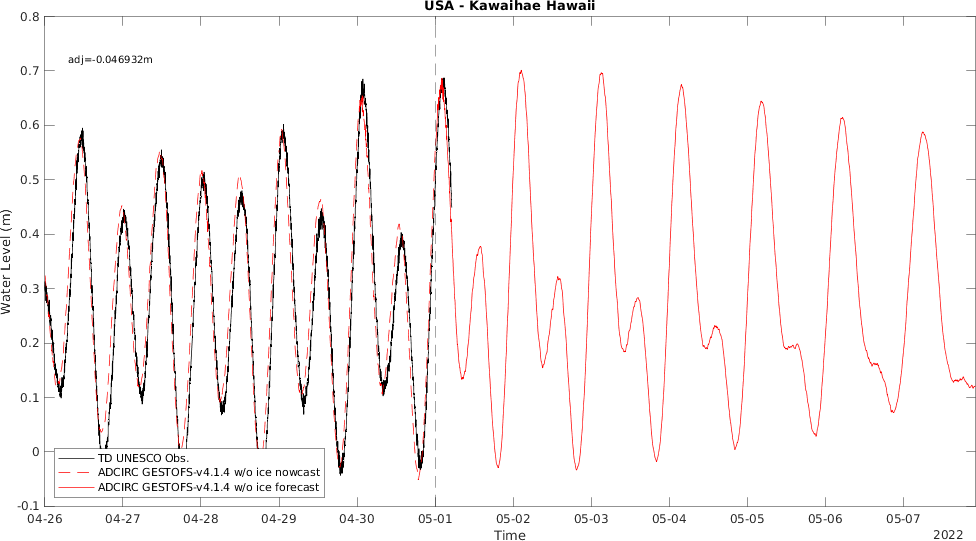 USA - Kawaihae Hawaii
adj=-0.046932m
Water Level (m)
0.8
0.7
0.6
0.5
0.4
0.3
0.2
0.1
0
-0.1
TD UNESCO Obs.
ADCIRC GESTOFS-v4.1.4 w/o ice nowcast
ADCIRC GESTOFS-v4.1.4 w/o ice forecast
04-26 04-27 04-28 04-29 04-30 05-01 05-02 05-03 05-04 05-05 05-06 05-07
Time
2022